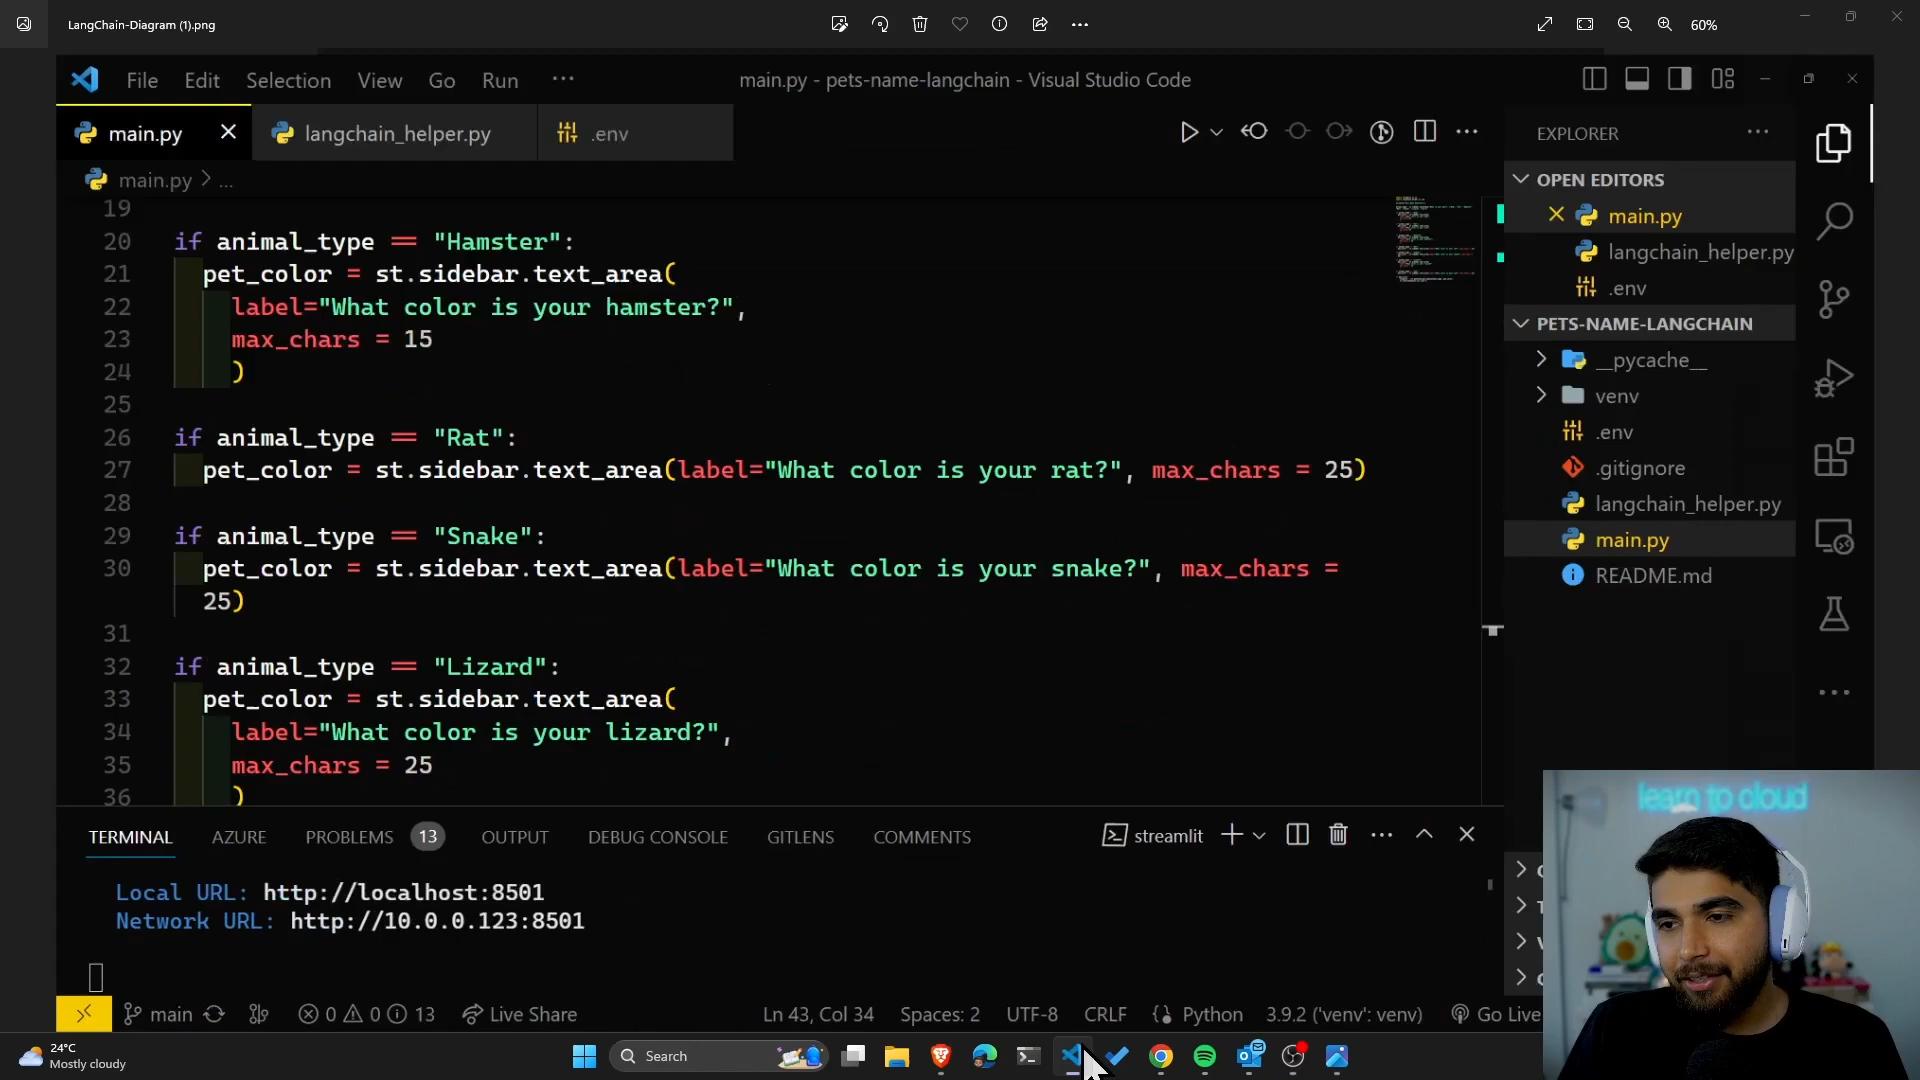 LangChain-Diagram (1).png
60%
File Edit Selection View Go Run ...
main.py - pets-name-langchain - Visual Studio Code
main.py
langchain_helper.py
.env
main.py > ...
19
20 if animal_type == "Hamster":
21 pet_color = st.sidebar.text_area(
22 label="What color is your hamster?",
23 max_chars = 15
24 )
25
26 if animal_type == "Rat":
27 pet_color = st.sidebar.text_area(label="What color is your rat?", max_chars = 25)
28
29 if animal_type == "Snake":
30 pet_color = st.sidebar.text_area(label="What color is your snake?", max_chars =
25)
31
32 if animal_type == "Lizard":
33 pet_color = st.sidebar.text_area(
34 label="What color is your lizard?",
35 max_chars = 25
36 )
EXPLORER
OPEN EDITORS
main.py
langchain_helper.py
.env
PETS-NAME-LANGCHAIN
__pycache__
venv
.env
.gitignore
langchain_helper.py
main.py
README.md
TERMINAL AZURE PROBLEMS 13 OUTPUT DEBUG CONSOLE GITLENS COMMENTS
streamlit
Local URL: http://localhost:8501
Network URL: http://10.0.0.123:8501
learn to cloud
main 0 0 13 Live Share
Ln 43, Col 34 Spaces: 2 UTF-8 CRLF Python 3.9.2 ('venv': venv) Go Live
24°C
Mostly cloudy
Search